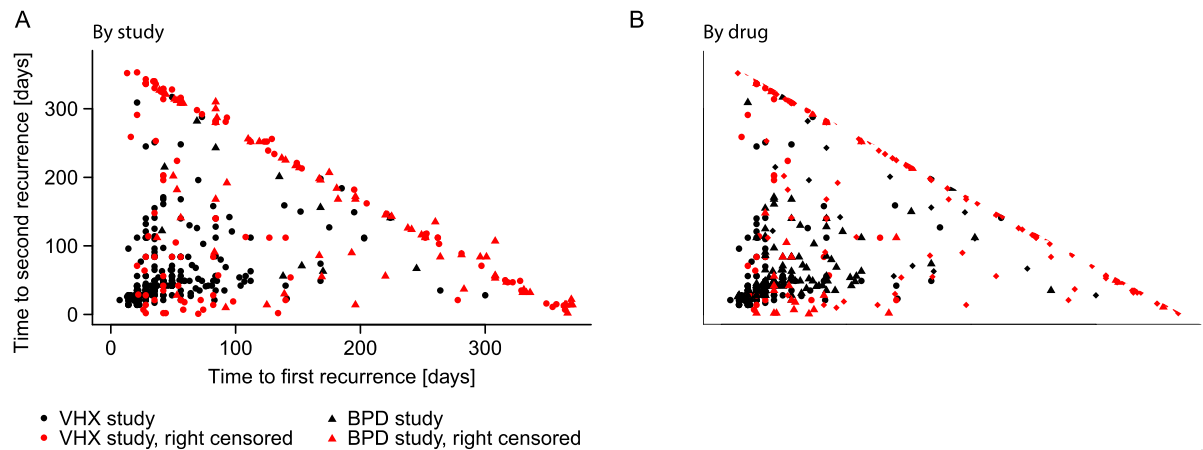 A
By study
Time to second recurrence [days]
300
200
100
0
0 100 200 300
Time to first recurrence [days]
VHX study
VHX study, right censored
BPD study
BPD study, right censored
B
By drug